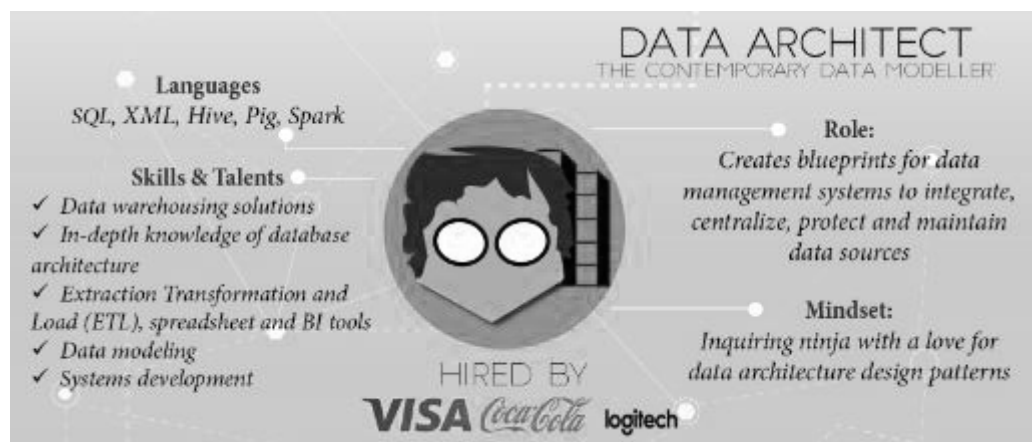 DATA ARCHITECT
THE CONTEMPORARY DATA MODELLER
Languages
SQL, XML, Hive, Pig, Spark
Skills & Talents
✓ Data warehousing solutions
✓ In-depth knowledge of database
architecture
✓ Extraction Transformation and
Load (ETL), spreadsheet and BI tools
✓ Data modeling
✓ Systems development
Role:
Creates blueprints for data
management systems to integrate,
centralize, protect and maintain
data sources
Mindset:
Inquiring ninja with a love for
data architecture design patterns
HIRED BY
VISA Coca-Cola logitech